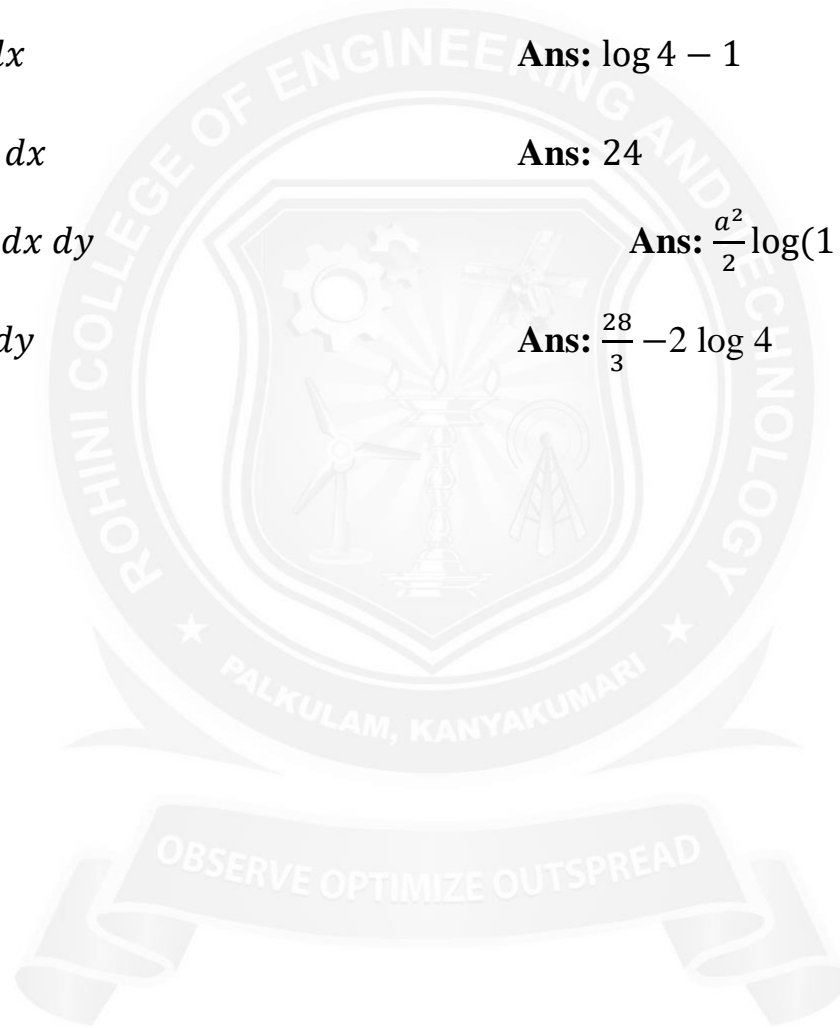 dx Ans: log 4 − 1
dx Ans: 24
dx dy Ans: a²/2 log(1
dy Ans: 28/3 −2 log 4
ROHINI COLLEGE OF ENGINEERING AND TECHNOLOGY
PALKULAM, KANYAKUMARI
OBSERVE OPTIMIZE OUTSPREAD